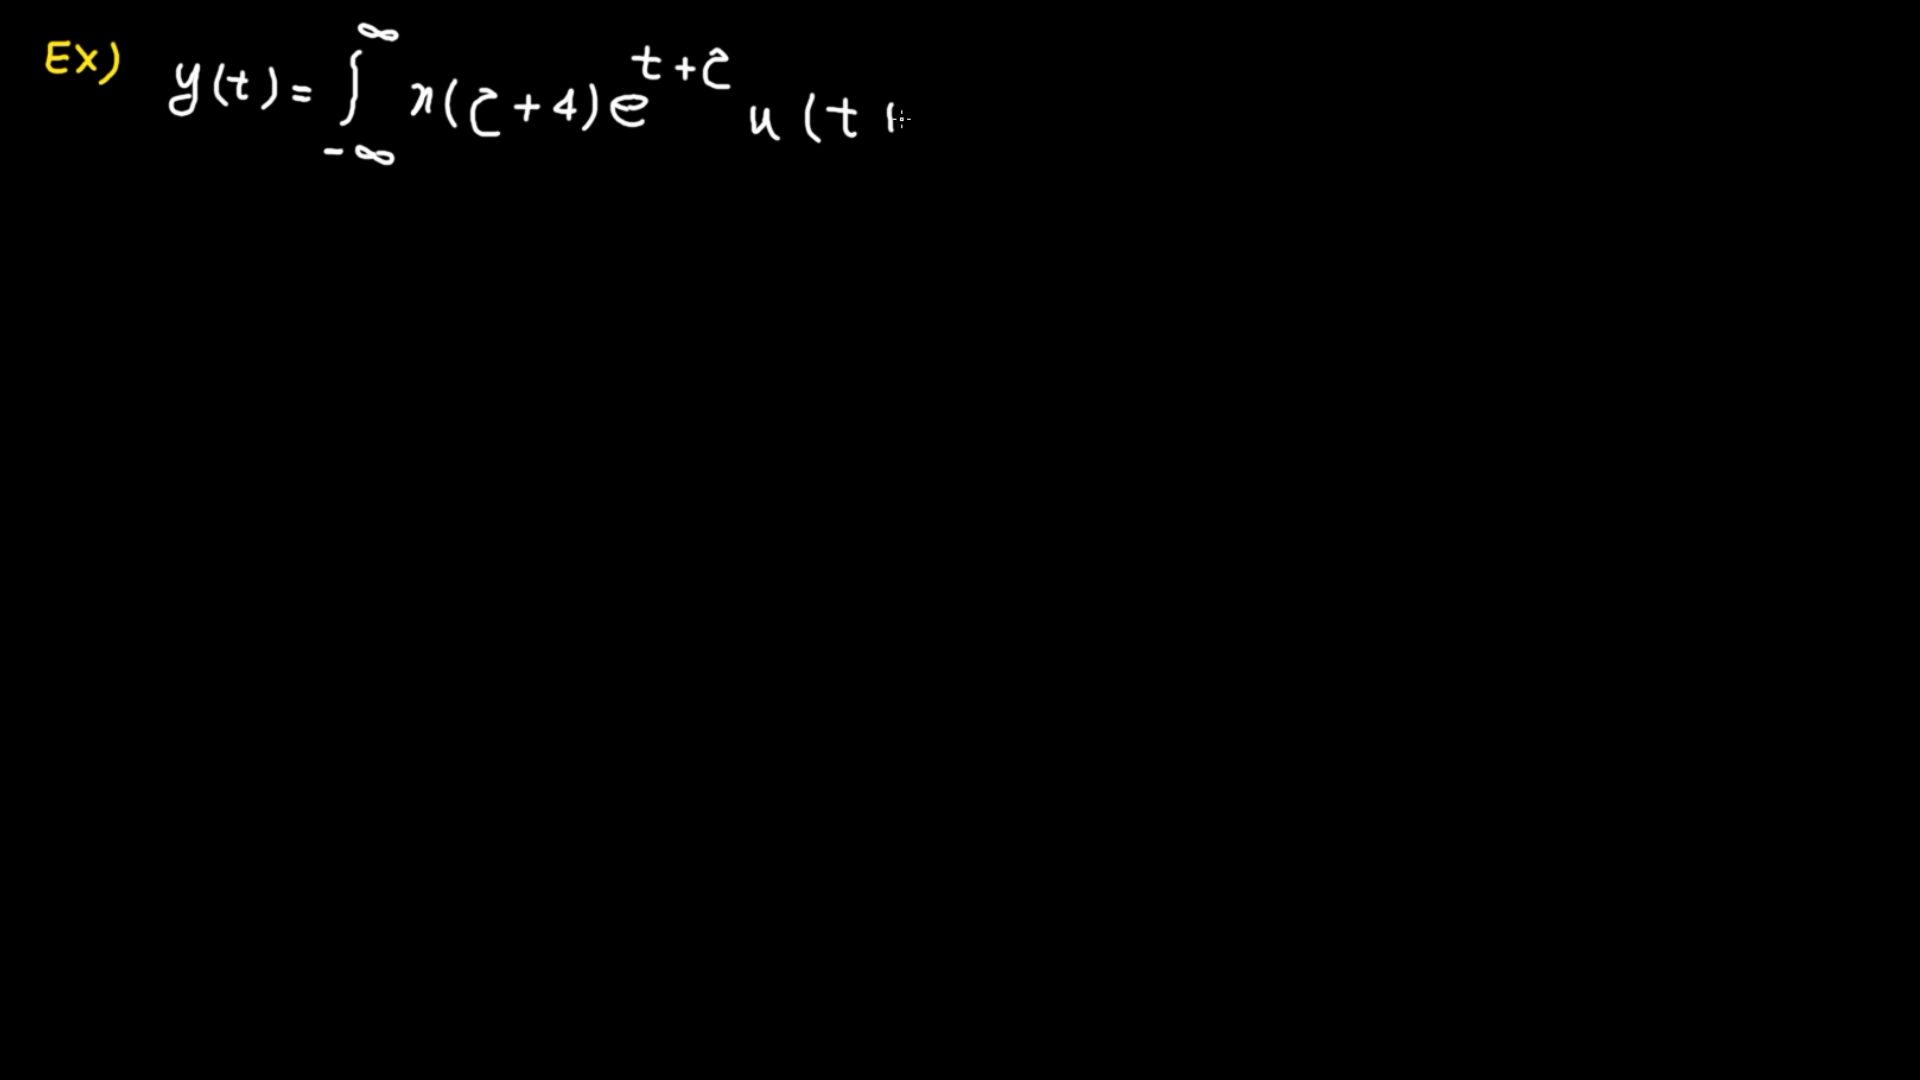 Ex) y(t) = ∫_{-∞}^{∞} x(τ+4) e^{t+τ} u(t